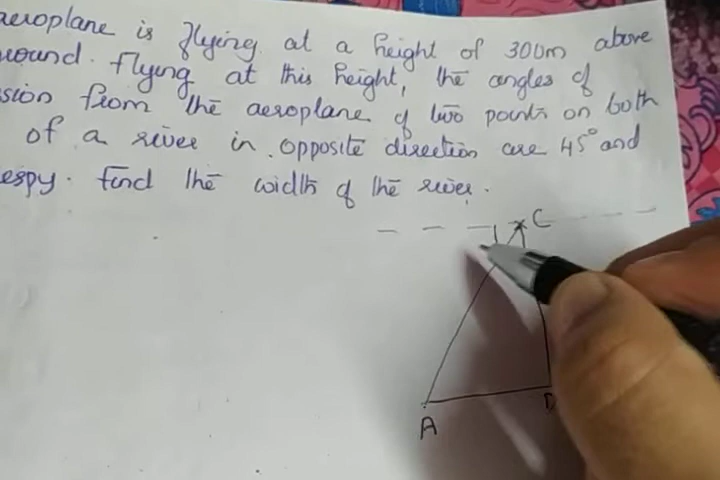 aeroplane is flying at a height of 300m above
ound. Flying at this height, the angles of
sion from the aeroplane of two points on both
of a river in opposite direction are 45° and
espy. Find the width of the river.
C
A
D